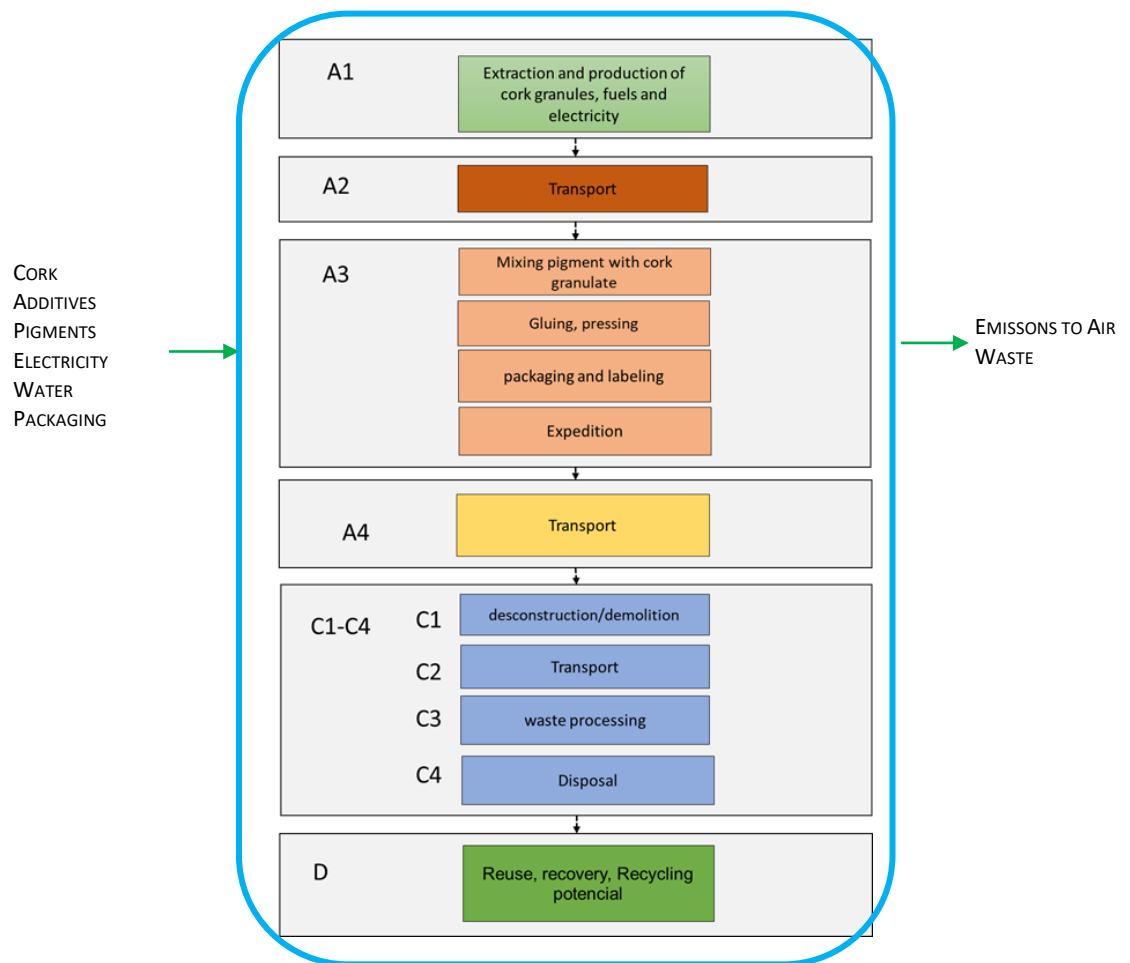 A1
Extraction and production of
cork granules, fuels and
electricity
A2
Transport
A3
Mixing pigment with cork
granulate
Gluing, pressing
packaging and labeling
Expedition
CORK
ADDITIVES
PIGMENTS
ELECTRICITY
WATER
PACKAGING
EMISSONS TO AIR
WASTE
A4
Transport
C1-C4
C1
desconstruction/demolition
C2
Transport
C3
waste processing
C4
Disposal
D
Reuse, recovery, Recycling
potencial